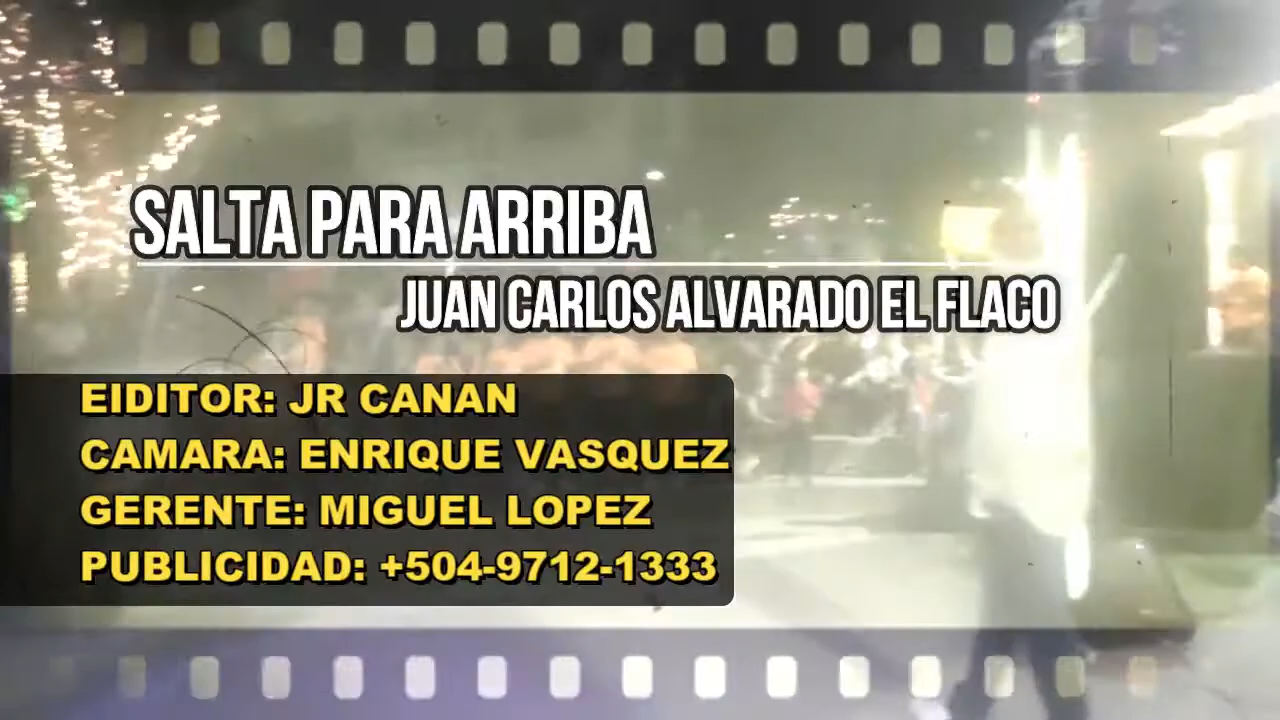 SALTA PARA ARRIBA
JUAN CARLOS ALVARADO EL FLACO
EIDITOR: JR CANAN
CAMARA: ENRIQUE VASQUEZ
GERENTE: MIGUEL LOPEZ
PUBLICIDAD: +504-9712-1333